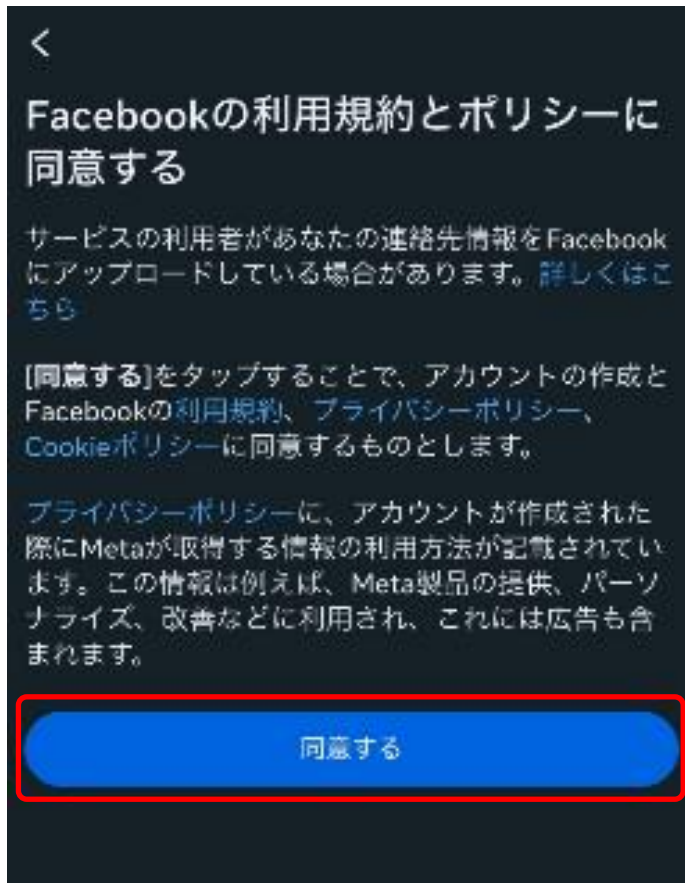 Facebookの利用規約とポリシーに
同意する
サービスの利用者があなたの連絡先情報をFacebook
にアップロードしている場合があります。詳しくはこ
ちら
[同意する]をタップすることで、アカウントの作成と
Facebookの利用規約、プライバシーポリシー、
Cookieポリシーに同意するものとします。
プライバシーポリシーに、アカウントが作成された
際にMetaが取得する情報の利用方法が記載されてい
ます。この情報は例えば、Meta製品の提供、パーソ
ナライズ、改善などに利用され、これには広告も含
まれます。
同意する